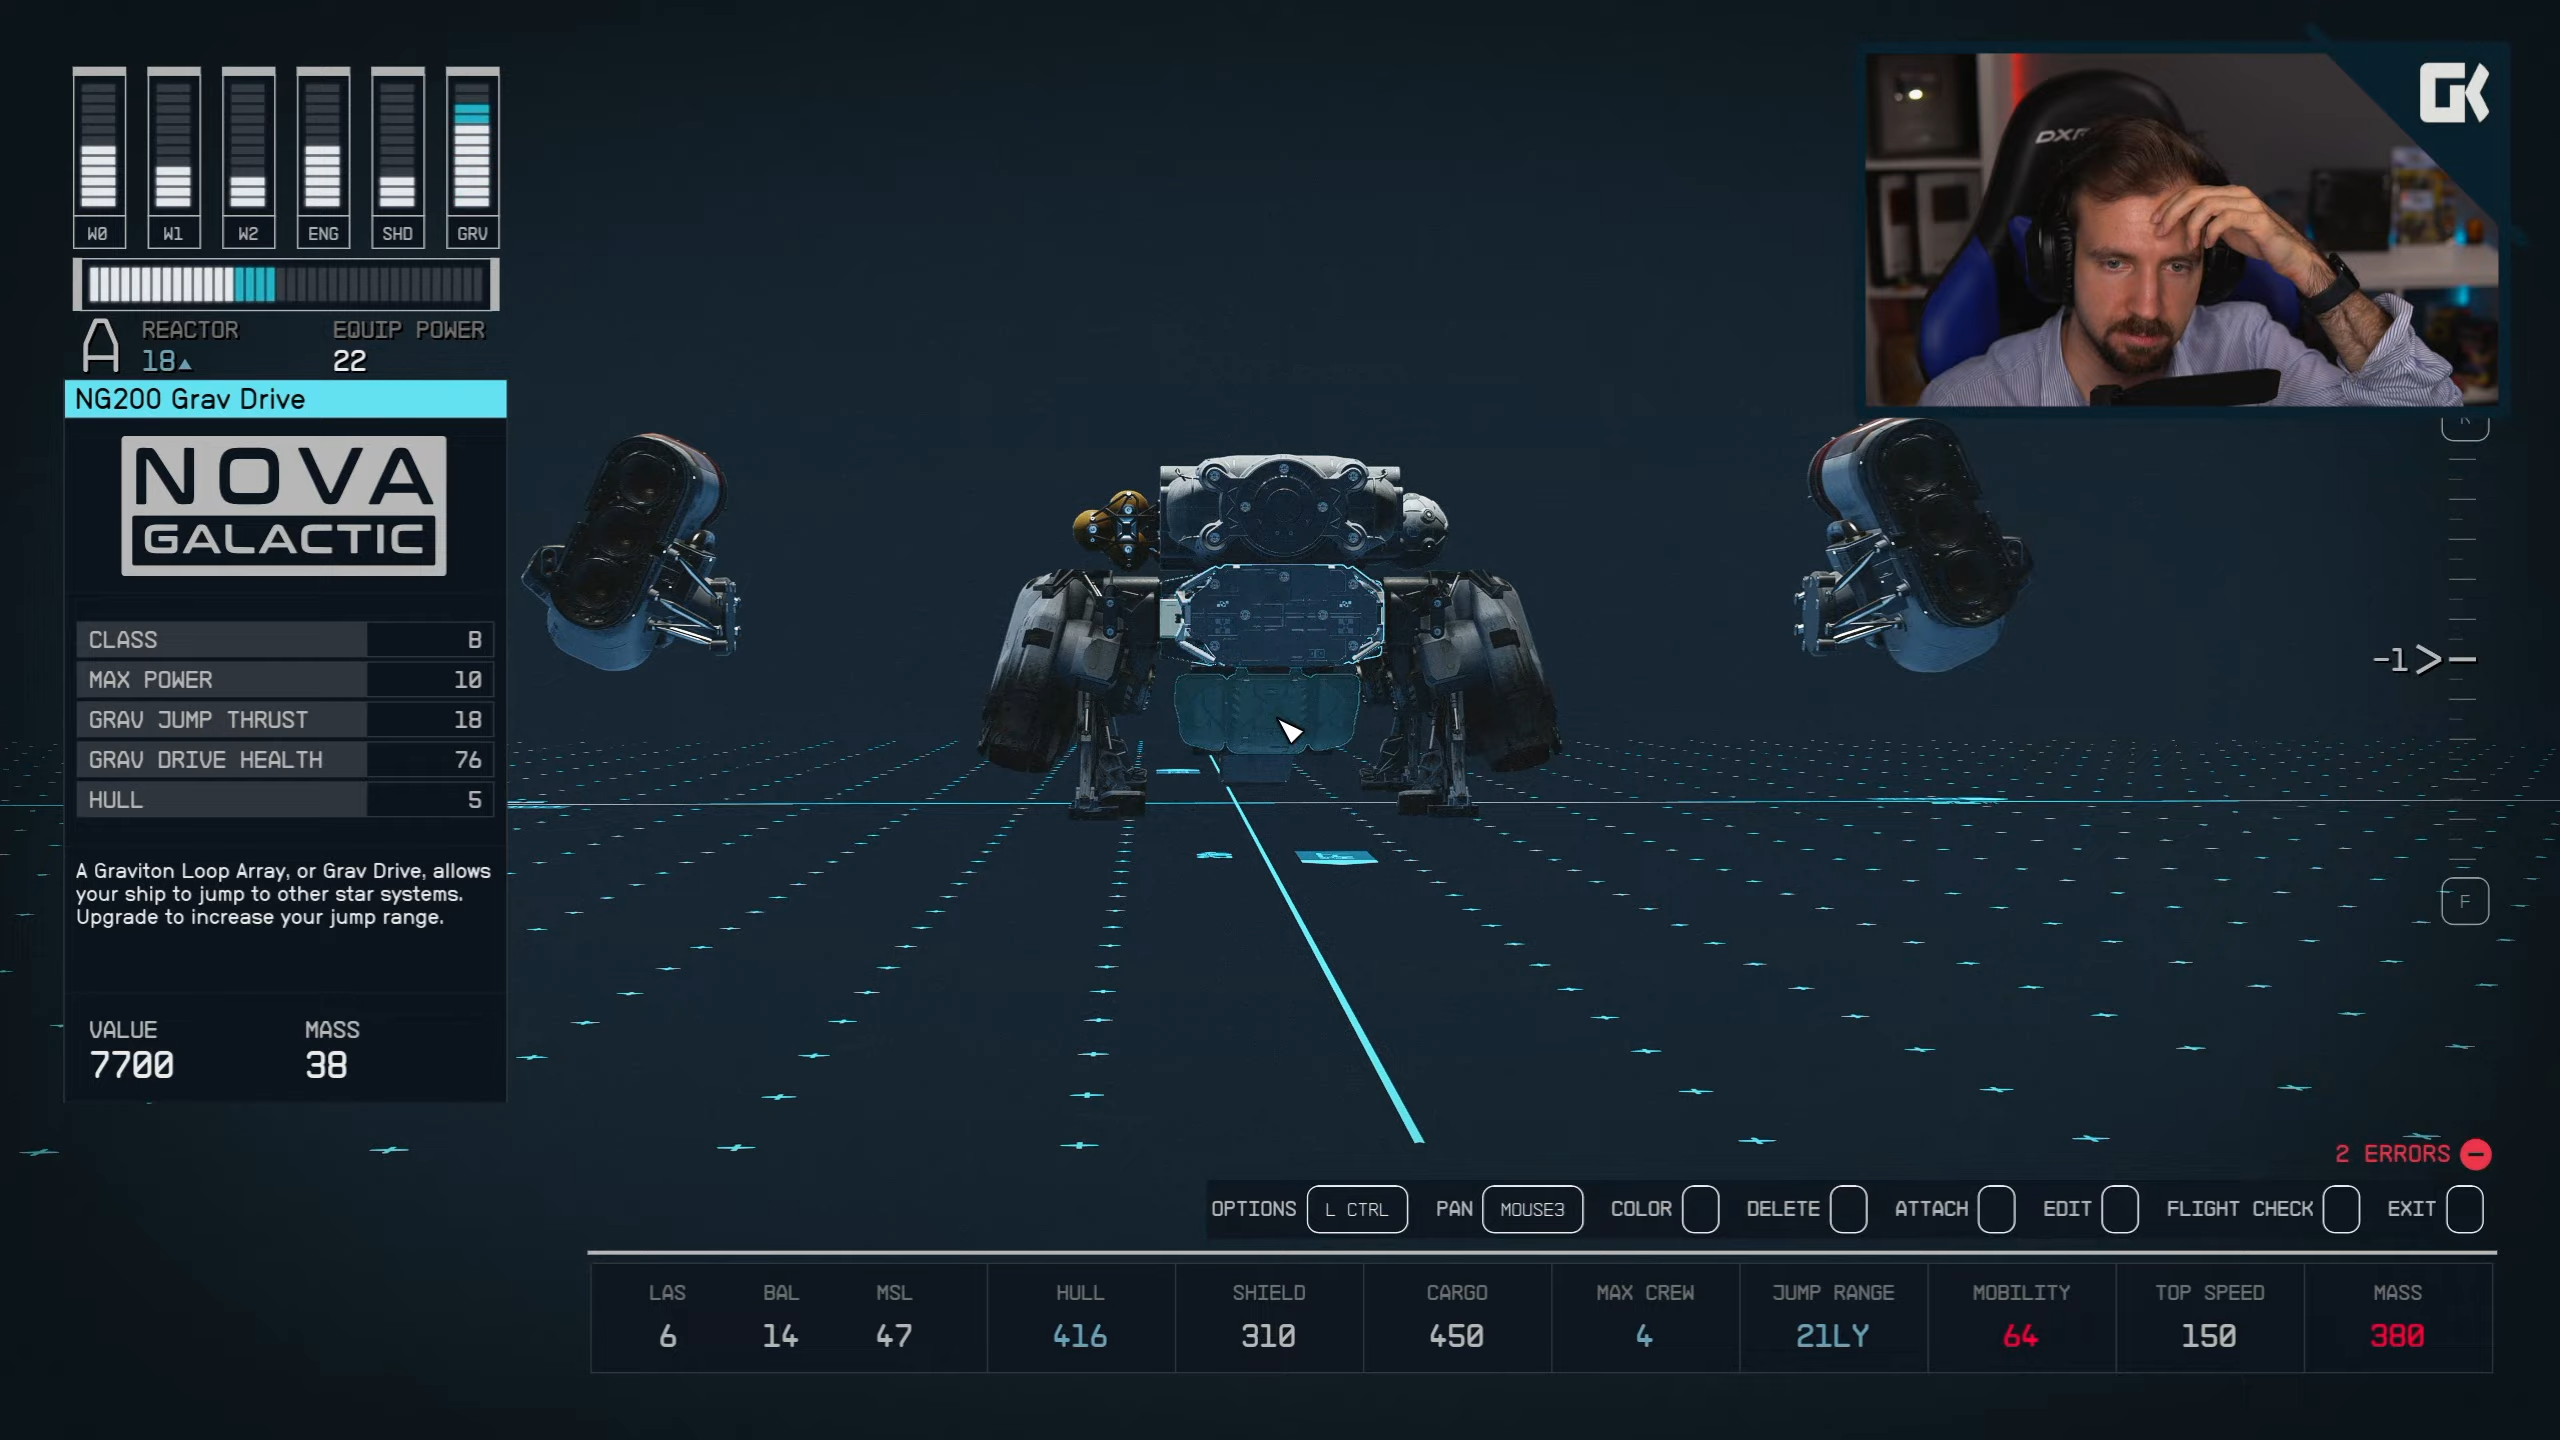 W0 W1 W2 ENG SHD GRV
A
REACTOR EQUIP POWER
18 22
NG200 Grav Drive
NOVA
GALACTIC
CLASS B
MAX POWER 10
GRAV JUMP THRUST 18
GRAV DRIVE HEALTH 76
HULL 5
A Graviton Loop Array, or Grav Drive, allows
your ship to jump to other star systems.
Upgrade to increase your jump range.
VALUE MASS
7700 38
GK
DXR
R
-1>
F
2 ERRORS
OPTIONS L CTRL PAN MOUSE3 COLOR DELETE ATTACH EDIT FLIGHT CHECK EXIT
LAS BAL MSL HULL SHIELD CARGO MAX CREW JUMP RANGE MOBILITY TOP SPEED MASS
6 14 47 416 310 450 4 21LY 64 150 380